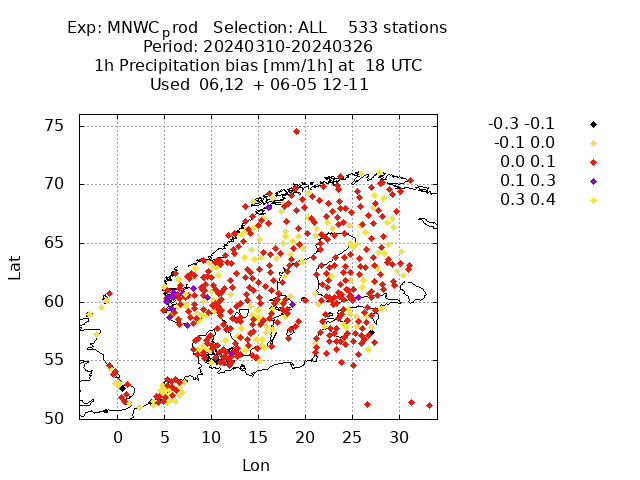 Exp: MNWCprod   Selection: ALL    533 stations
Period: 20240310-20240326
1h Precipitation bias [mm/1h] at  18 UTC
Used  06,12  + 06-05 12-11
-0.3 -0.1
-0.1 0.0
0.0 0.1
0.1 0.3
0.3 0.4
75
70
65
60
55
50
Lat
0 5 10 15 20 25 30
Lon